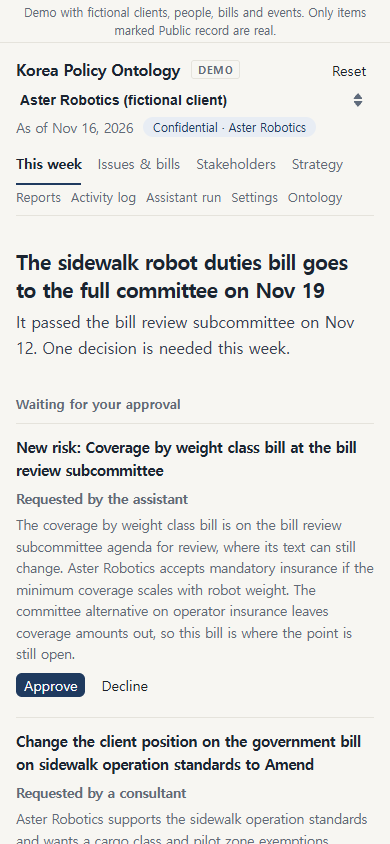 Demo with fictional clients, people, bills and events. Only items
marked Public record are real.
Korea Policy Ontology
DEMO
Reset
Aster Robotics (fictional client)
As of Nov 16, 2026
Confidential · Aster Robotics
This week
Issues & bills
Stakeholders
Strategy
Reports
Activity log
Assistant run
Settings
Ontology
The sidewalk robot duties bill goes
to the full committee on Nov 19
It passed the bill review subcommittee on Nov
12. One decision is needed this week.
Waiting for your approval
New risk: Coverage by weight class bill at the bill
review subcommittee
Requested by the assistant
The coverage by weight class bill is on the bill review
subcommittee agenda for review, where its text can still
change. Aster Robotics accepts mandatory insurance if the
minimum coverage scales with robot weight. The
committee alternative on operator insurance leaves
coverage amounts out, so this bill is where the point is
still open.
Approve
Decline
Change the client position on the government bill
on sidewalk operation standards to Amend
Requested by a consultant
Aster Robotics supports the sidewalk operation standards
and wants a cargo class and pilot zone exemptions